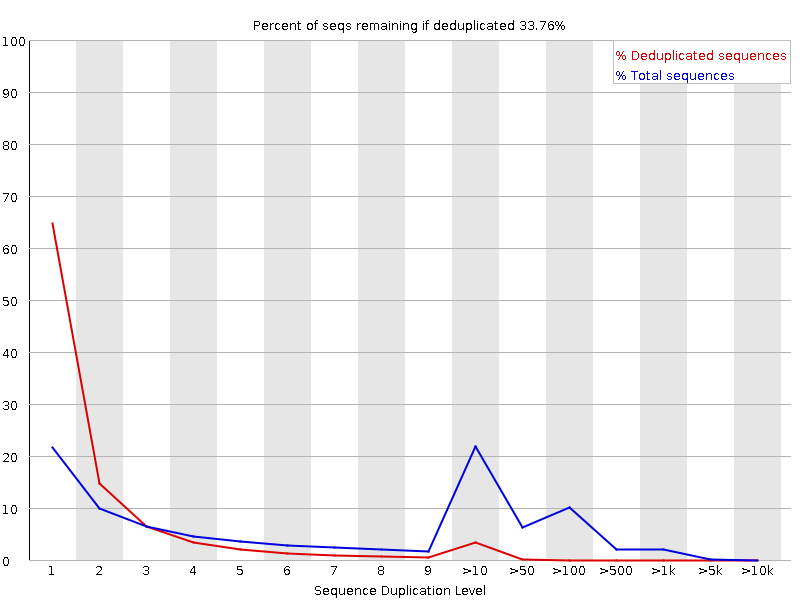 Percent of seqs remaining if deduplicated 33.76%
% Deduplicated sequences
% Total sequences
100
90
80
70
60
50
40
30
20
10
0
1 2 3 4 5 6 7 8 9 >10 >50 >100 >500 >1k >5k >10k
Sequence Duplication Level